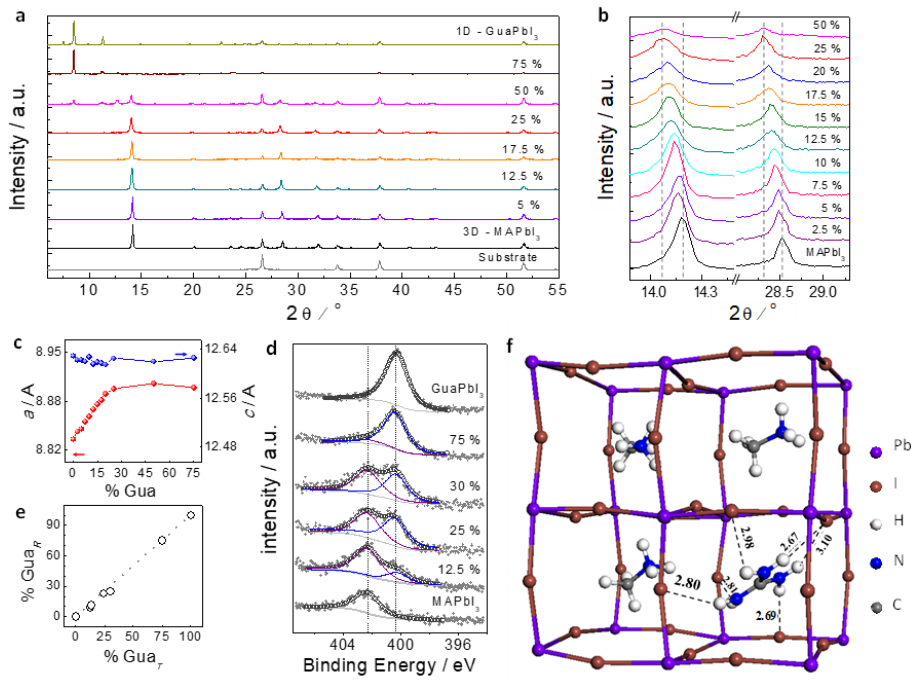 a
Intensity / a.u.
1D - GuaPbI3
75 %
50 %
25 %
17.5 %
12.5 %
5 %
3D - MAPbI3
Substrate
10 15 20 25 30 35 40 45 50 55
2θ / °
b
Intensity / a.u.
50 %
25 %
20 %
17.5 %
15 %
12.5 %
10 %
7.5 %
5 %
2.5 %
MAPbI3
14.0 14.3 28.5 29.3
2θ / °
c
a / A
8.95
8.88
8.82
12.64
12.56
12.48
c / A
0 25 50 75
% Gua
d
intensity / a.u.
GuaPbI3
75 %
30 %
25 %
12.5 %
MAPbI3
404 400 396
Binding Energy / eV
e
% GuaR
90
60
30
0
0 25 50 75 100
% GuaT
f
2.98
2.67
3.10
2.80
2.81
2.69
Pb
I
H
N
C